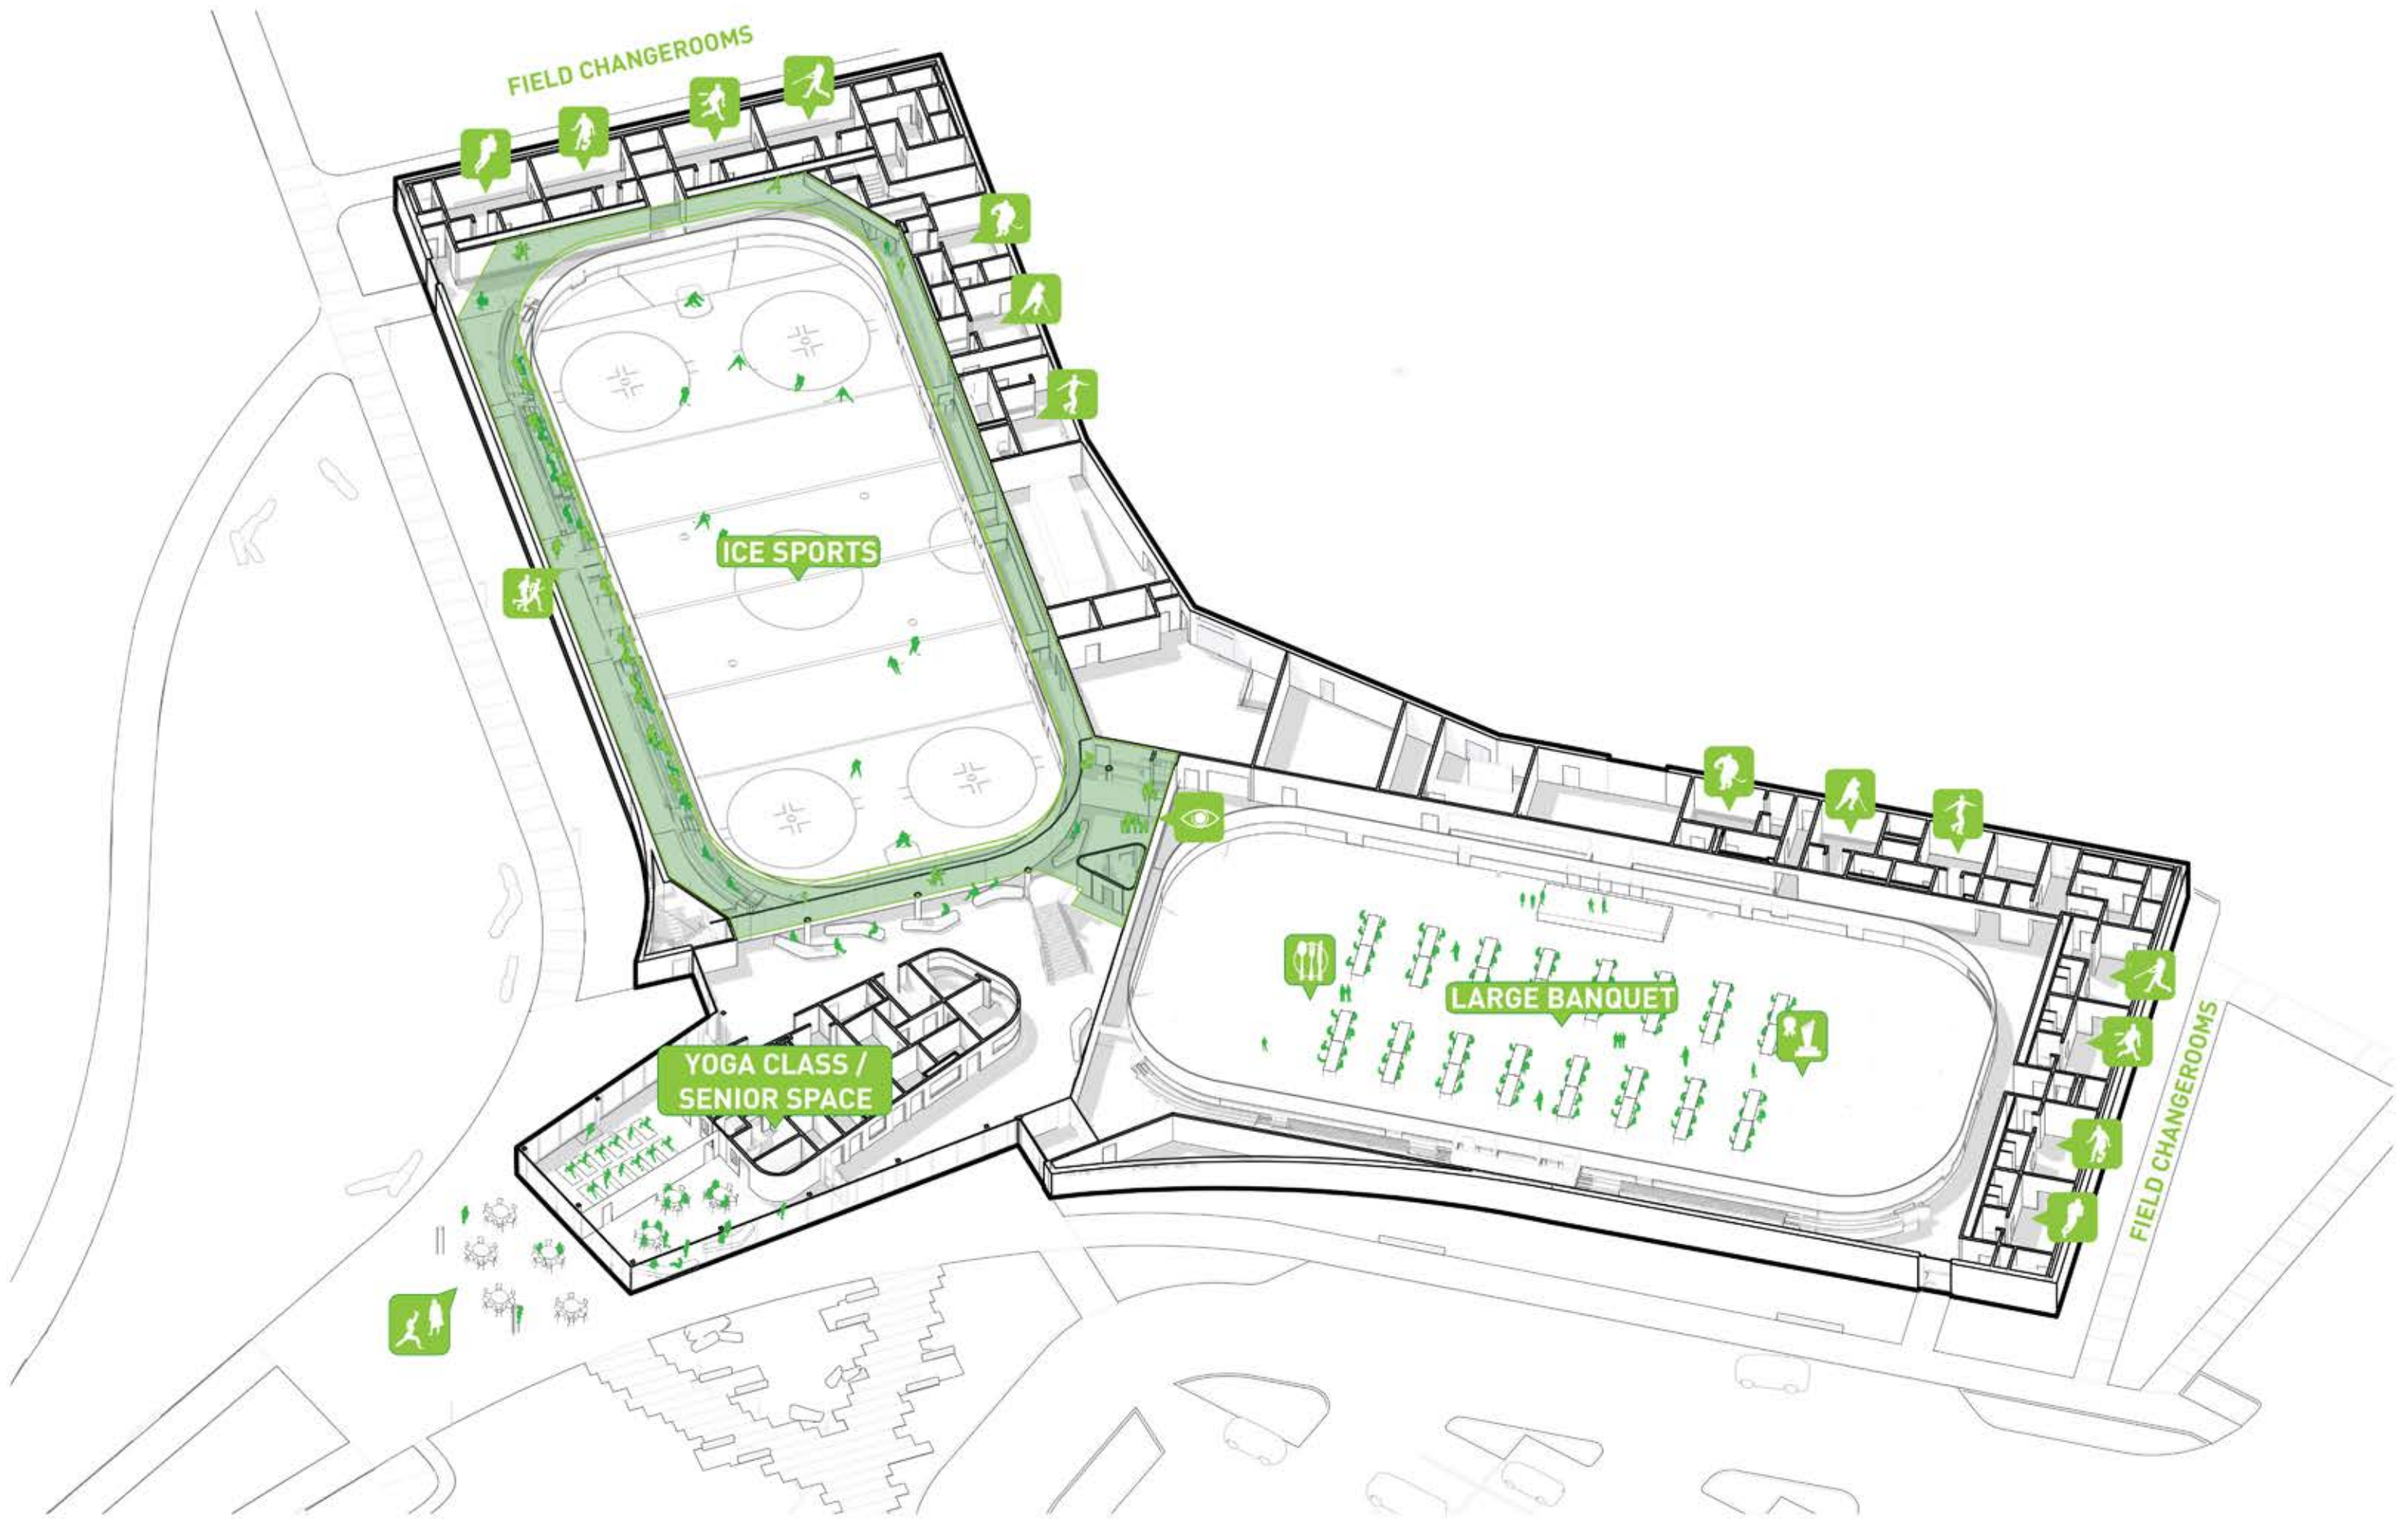 FIELD CHANGEROOMS
ICE SPORTS
LARGE BANQUET
YOGA CLASS /
SENIOR SPACE
FIELD CHANGEROOMS